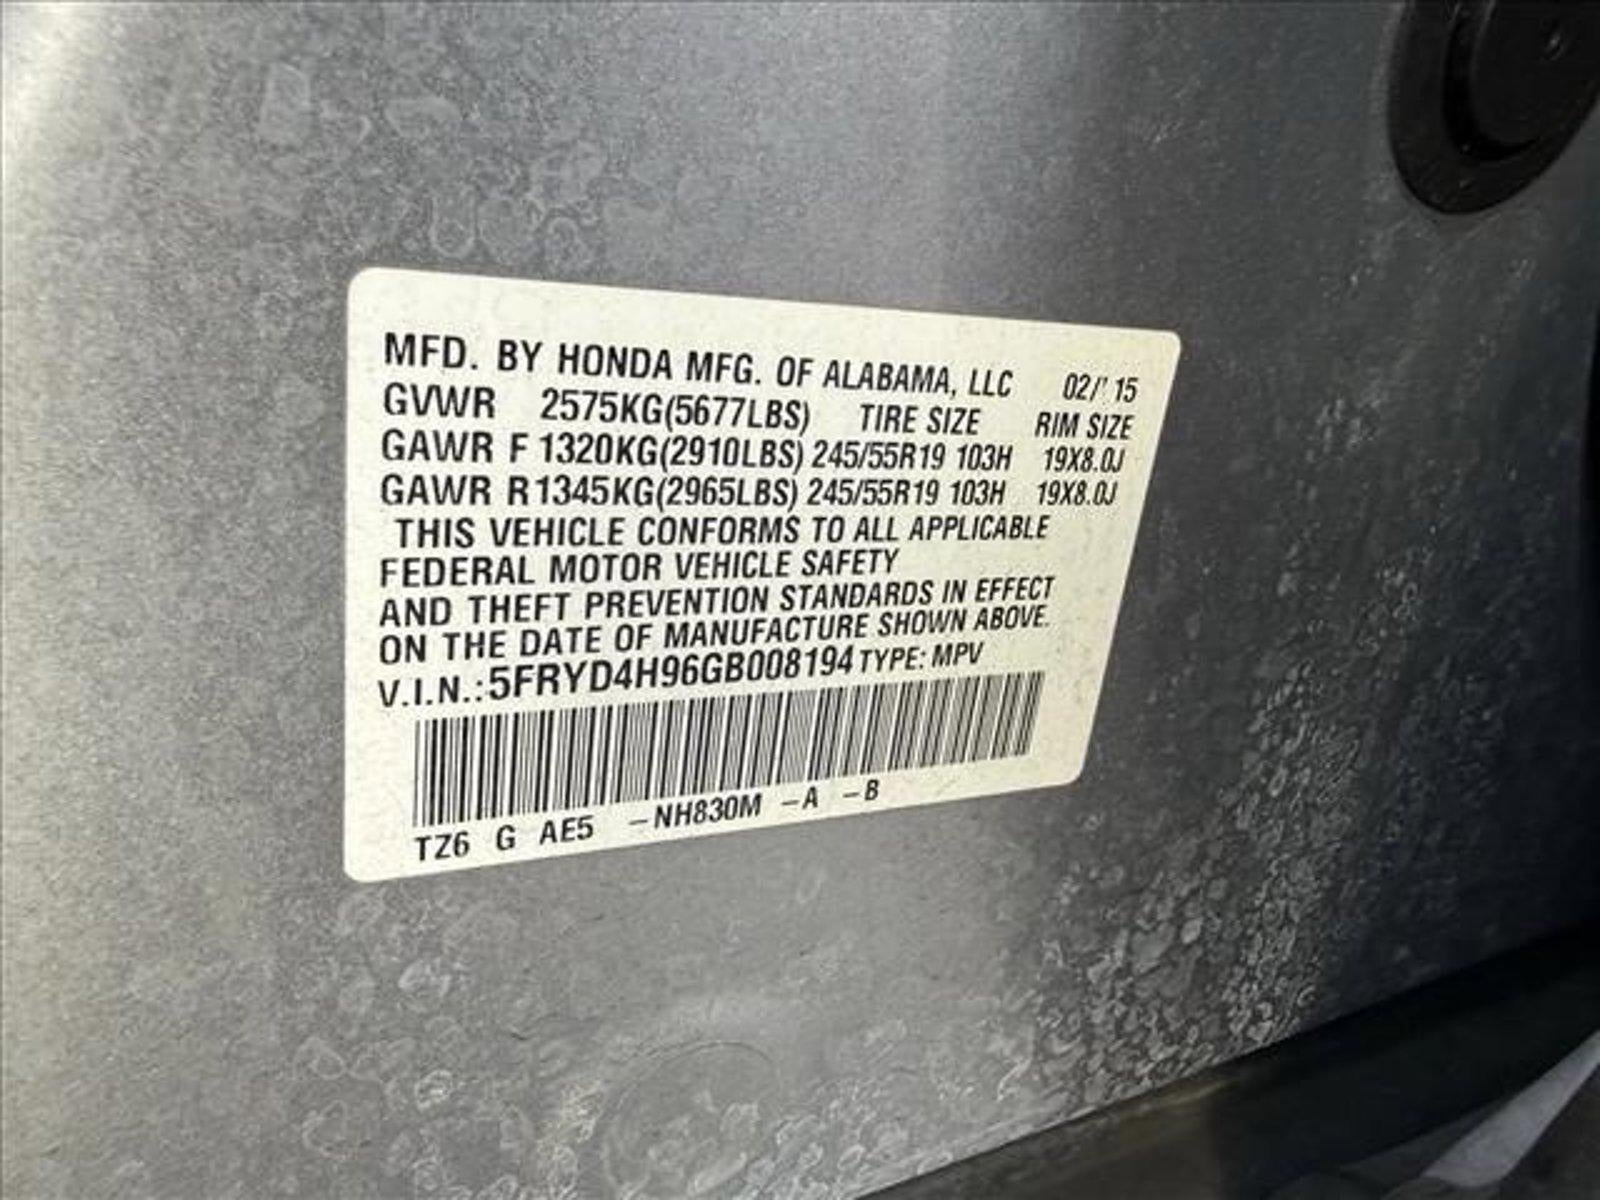 MFD. BY HONDA MFG. OF ALABAMA, LLC 02/' 15
GVWR 2575KG(5677LBS) TIRE SIZE RIM SIZE
GAWR F 1320KG(2910LBS) 245/55R19 103H 19X8.0J
GAWR R 1345KG(2965LBS) 245/55R19 103H 19X8.0J
THIS VEHICLE CONFORMS TO ALL APPLICABLE
FEDERAL MOTOR VEHICLE SAFETY
AND THEFT PREVENTION STANDARDS IN EFFECT
ON THE DATE OF MANUFACTURE SHOWN ABOVE.
V.I.N.: 5FRYD4H96GB008194 TYPE: MPV
TZ6 G AE5 -NH830M -A -B